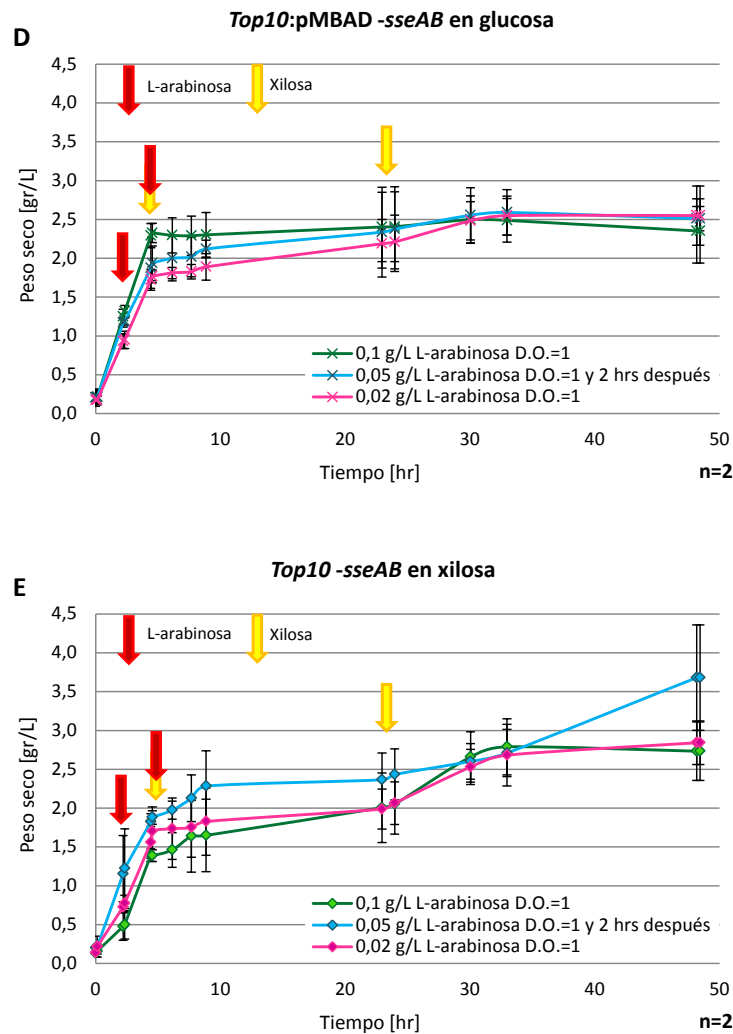 D
Top10:pMBAD -sseAB en glucosa
4,5
4,0
3,5
3,0
2,5
2,0
1,5
1,0
0,5
0,0
Peso seco [gr/L]
L-arabinosa
Xilosa
0,1 g/L L-arabinosa D.O.=1
0,05 g/L L-arabinosa D.O.=1 y 2 hrs después
0,02 g/L L-arabinosa D.O.=1
0 10 20 30 40 50
Tiempo [hr]
n=2
E
Top10 -sseAB en xilosa
4,5
4,0
3,5
3,0
2,5
2,0
1,5
1,0
0,5
0,0
Peso seco [gr/L]
L-arabinosa
Xilosa
0,1 g/L L-arabinosa D.O.=1
0,05 g/L L-arabinosa D.O.=1 y 2 hrs después
0,02 g/L L-arabinosa D.O.=1
0 10 20 30 40 50
Tiempo [hr]
n=2